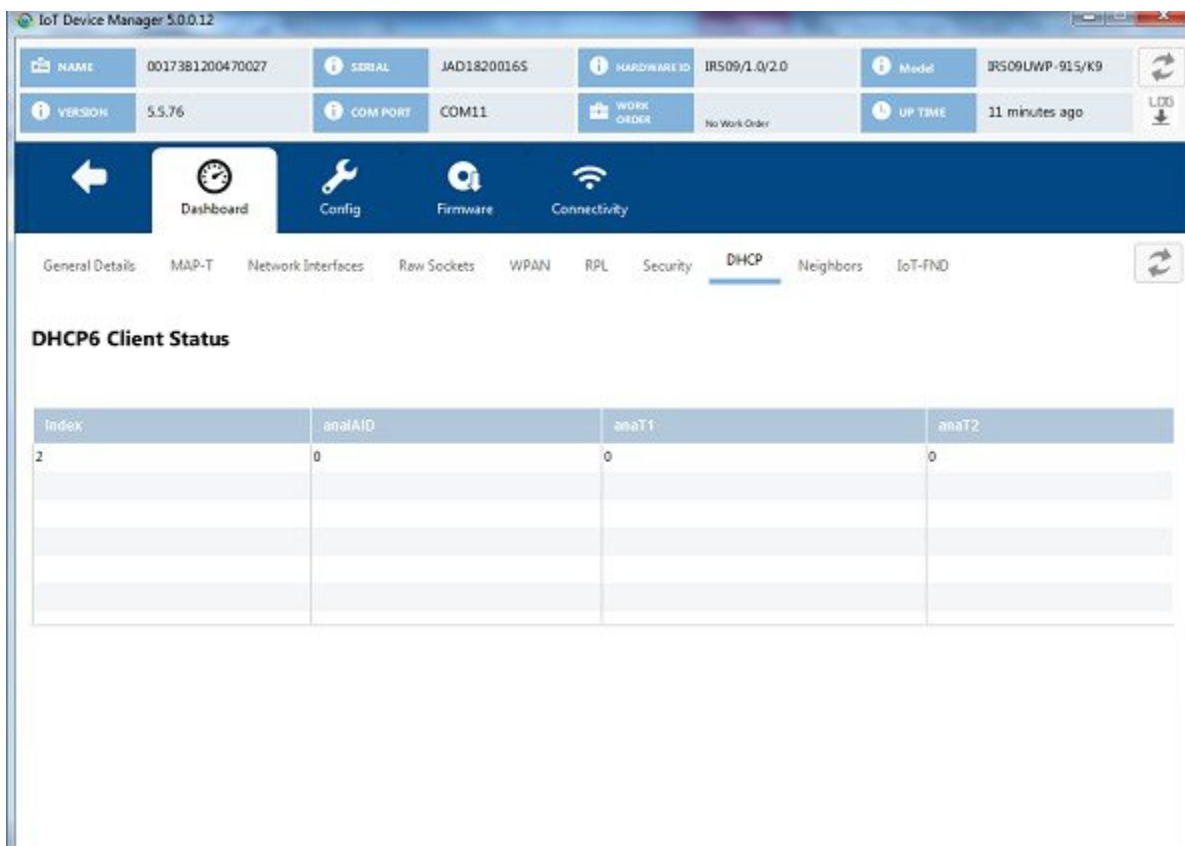 IoT Device Manager 5.0.0.12
NAME 00173B1200470027 SERIAL JAD1820016S HARDWARE ID IR509/1.0/2.0 Model IR509UWP-915/K9
VERSION 5.5.76 COM PORT COM11 WORK ORDER No Work Order UP TIME 11 minutes ago LOG
Dashboard Config Firmware Connectivity
General Details MAP-T Network Interfaces Raw Sockets WPAN RPL Security DHCP Neighbors IoT-FND
DHCP6 Client Status
Index anaIAID anaT1 anaT2
2 0 0 0